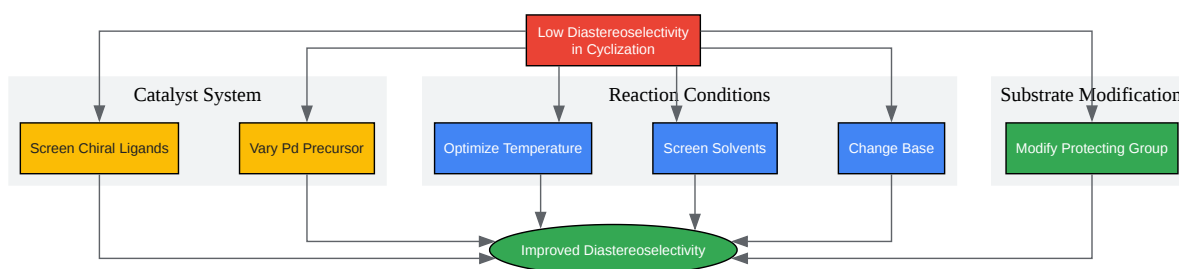 Low Diastereoselectivity
in Cyclization
Catalyst System
Reaction Conditions
Substrate Modification
Screen Chiral Ligands
Vary Pd Precursor
Optimize Temperature
Screen Solvents
Change Base
Modify Protecting Group
Improved Diastereoselectivity